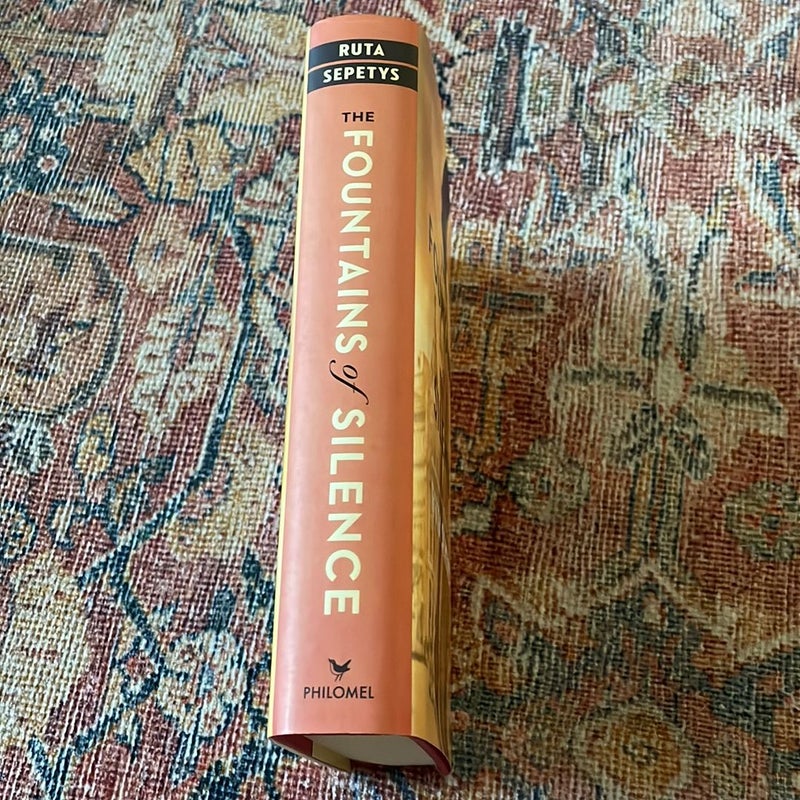 RUTA
SEPETYS
THE
FOUNTAINS of SILENCE
PHILOMEL